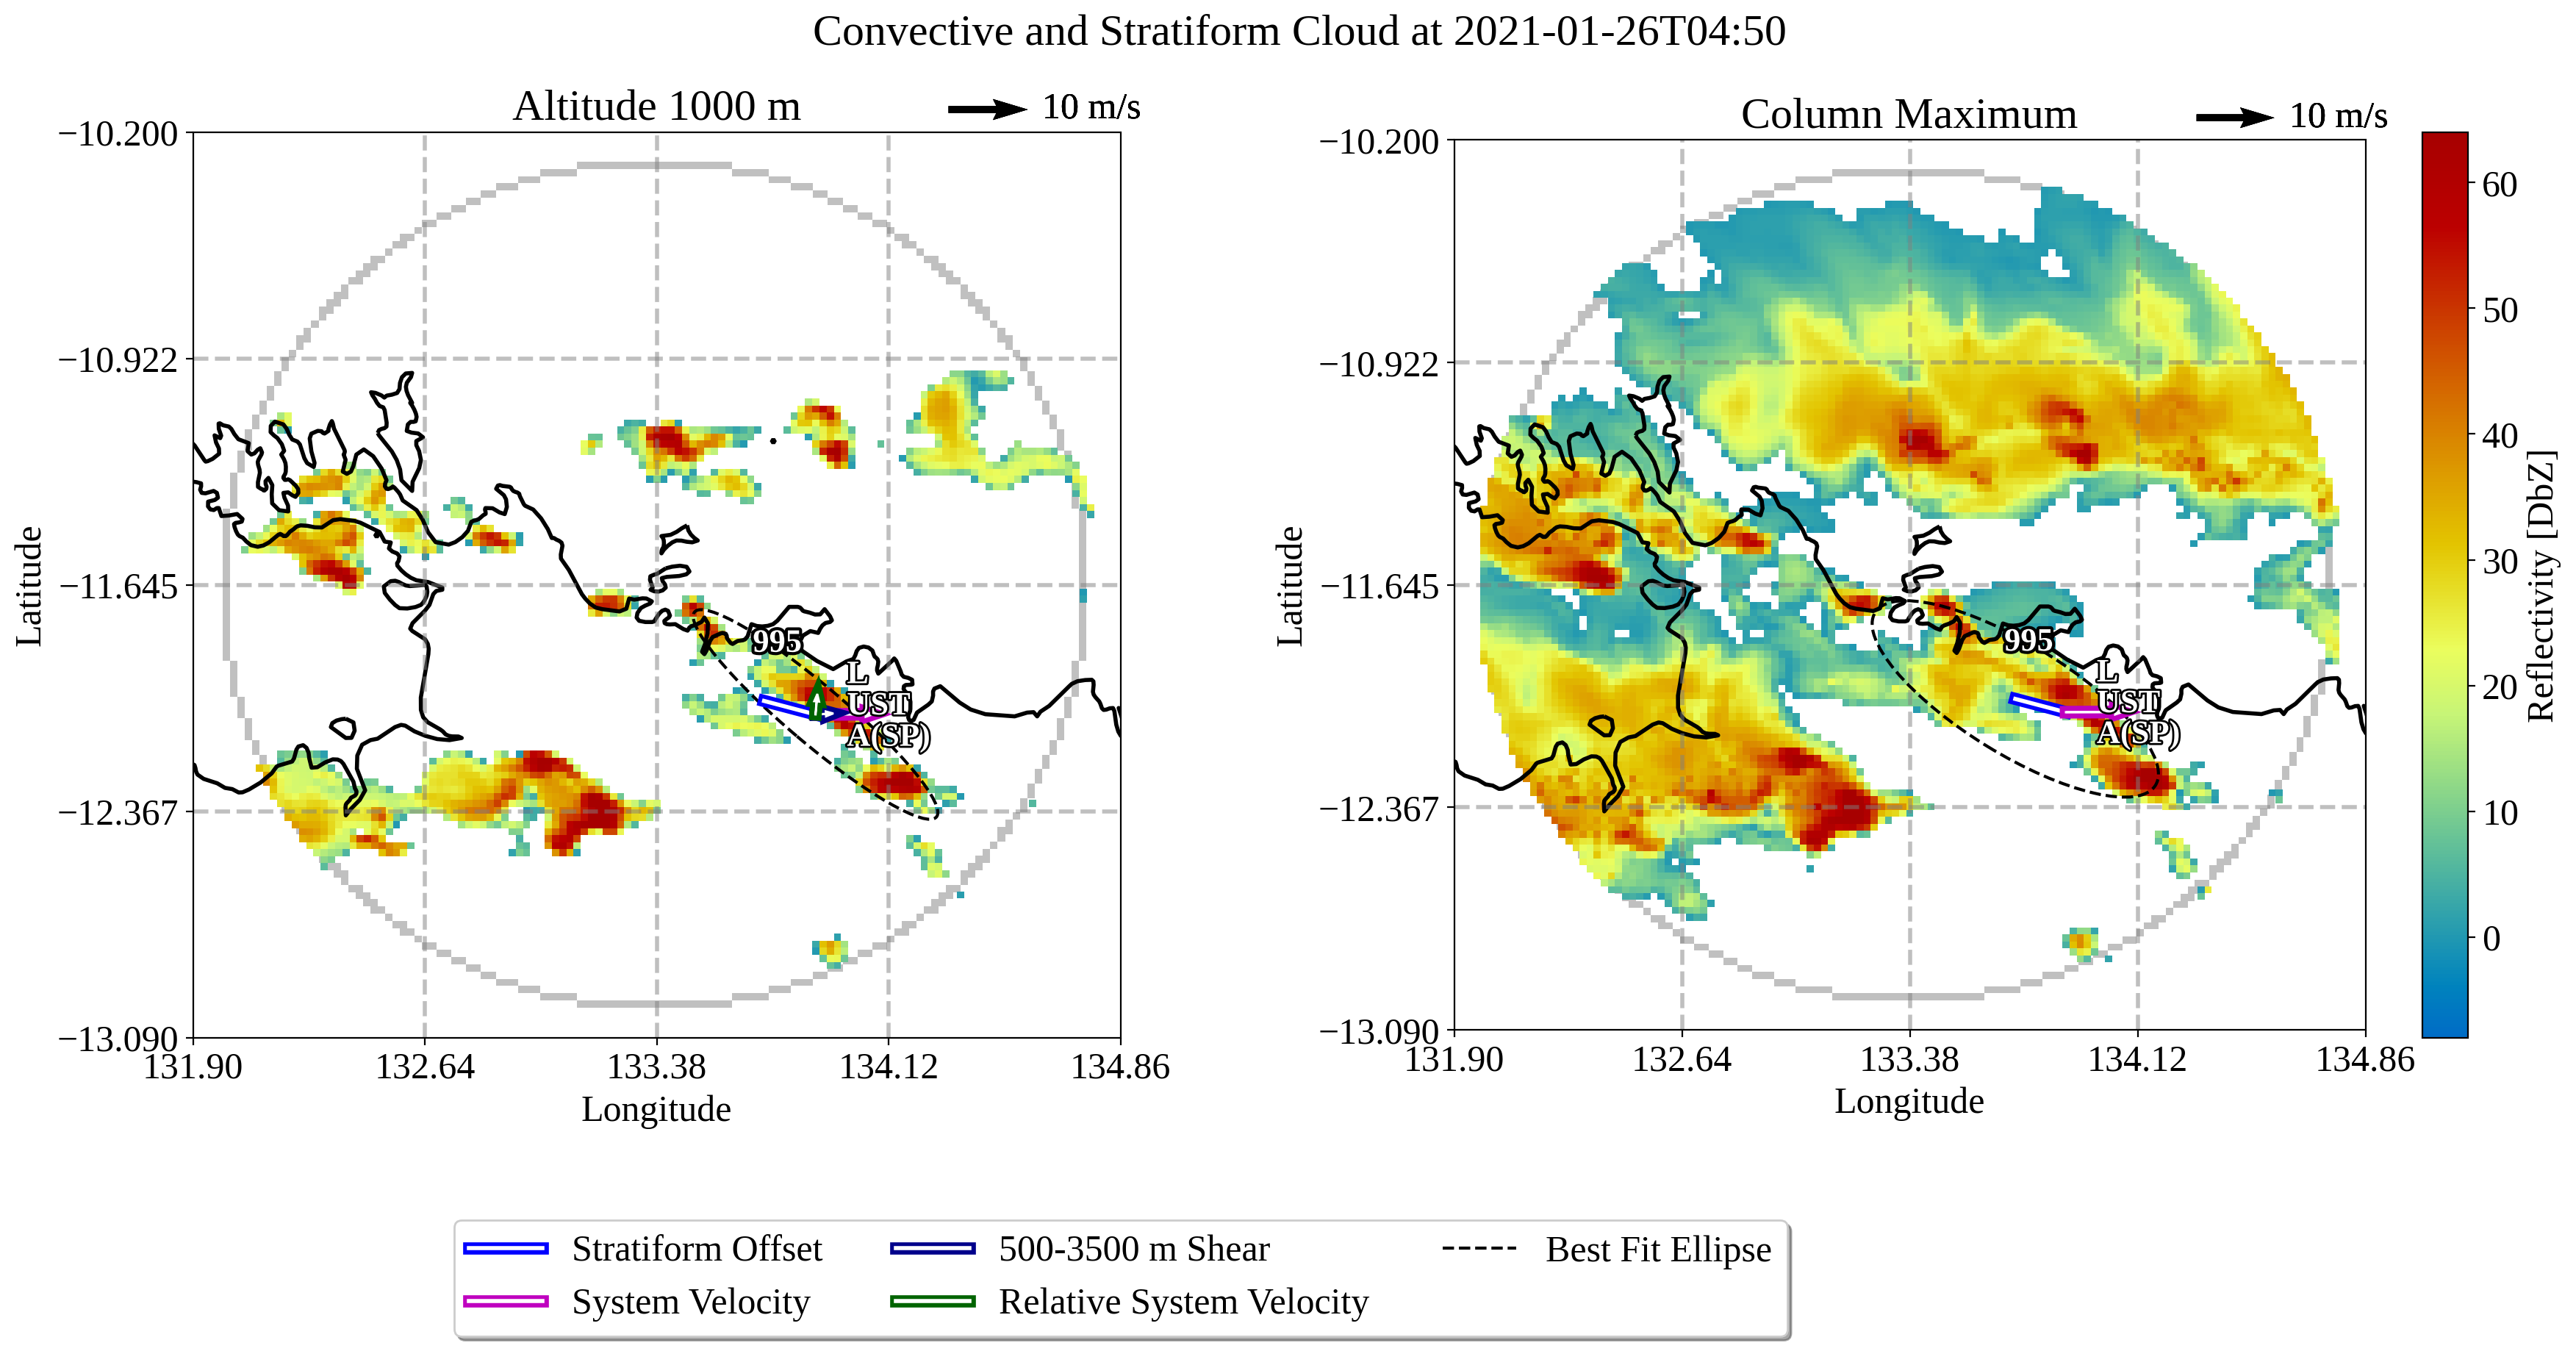 Convective and Stratiform Cloud at 2021-01-26T04:50
Altitude 1000 m
10 m/s
−10.200
−10.922
−11.645
−12.367
−13.090
Latitude
131.90
132.64
133.38
134.12
134.86
Longitude
995
L
UST
A(SP)
Column Maximum
10 m/s
−10.200
−10.922
−11.645
−12.367
−13.090
Latitude
131.90
132.64
133.38
134.12
134.86
Longitude
995
L
UST
A(SP)
60
50
40
30
20
10
0
Reflectivity [DbZ]
Stratiform Offset
System Velocity
500-3500 m Shear
Relative System Velocity
Best Fit Ellipse